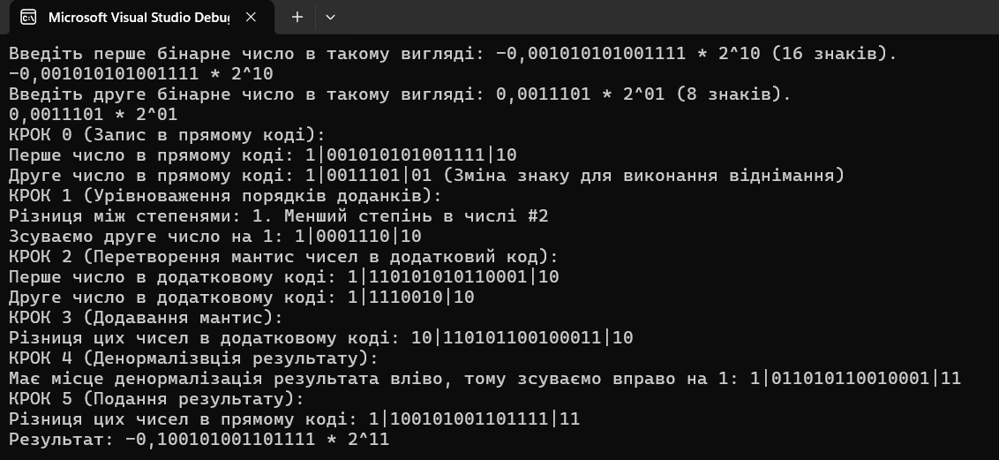 Microsoft Visual Studio Debug
Введіть перше бінарне число в такому вигляді: -0,001010101001111 * 2^10 (16 знаків).
-0,001010101001111 * 2^10
Введіть друге бінарне число в такому вигляді: 0,0011101 * 2^01 (8 знаків).
0,0011101 * 2^01
КРОК 0 (Запис в прямому коді):
Перше число в прямому коді: 1|001010101001111|10
Друге число в прямому коді: 1|0011101|01 (Зміна знаку для виконання віднімання)
КРОК 1 (Урівноваження порядків доданків):
Різниця між степенями: 1. Менший степінь в числі #2
Зсуваємо друге число на 1: 1|0001110|10
КРОК 2 (Перетворення мантис чисел в додатковий код):
Перше число в додатковому коді: 1|110101010110001|10
Друге число в додатковому коді: 1|1110010|10
КРОК 3 (Додавання мантис):
Різниця цих чисел в додатковому коді: 10|110101100100011|10
КРОК 4 (Денормалізвція результату):
Має місце денормалізація результата вліво, тому зсуваємо вправо на 1: 1|011010110010001|11
КРОК 5 (Подання результату):
Різниця цих чисел в прямому коді: 1|100101001101111|11
Результат: -0,100101001101111 * 2^11